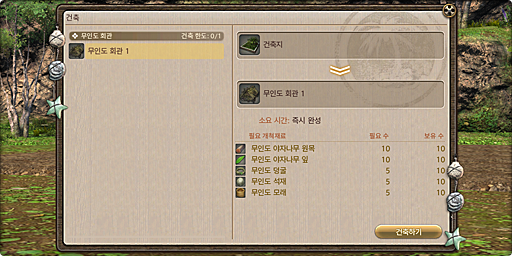 건축
무인도 회관 건축 한도: 0/1
무인도 회관 1
건축지
무인도 회관 1
소요 시간: 즉시 완성
필요 개척재료 필요 수 보유 수
무인도 야자나무 원목 10 10
무인도 야자나무 잎 10 10
무인도 덩굴 5 10
무인도 석재 5 10
무인도 모래 5 10
건축하기